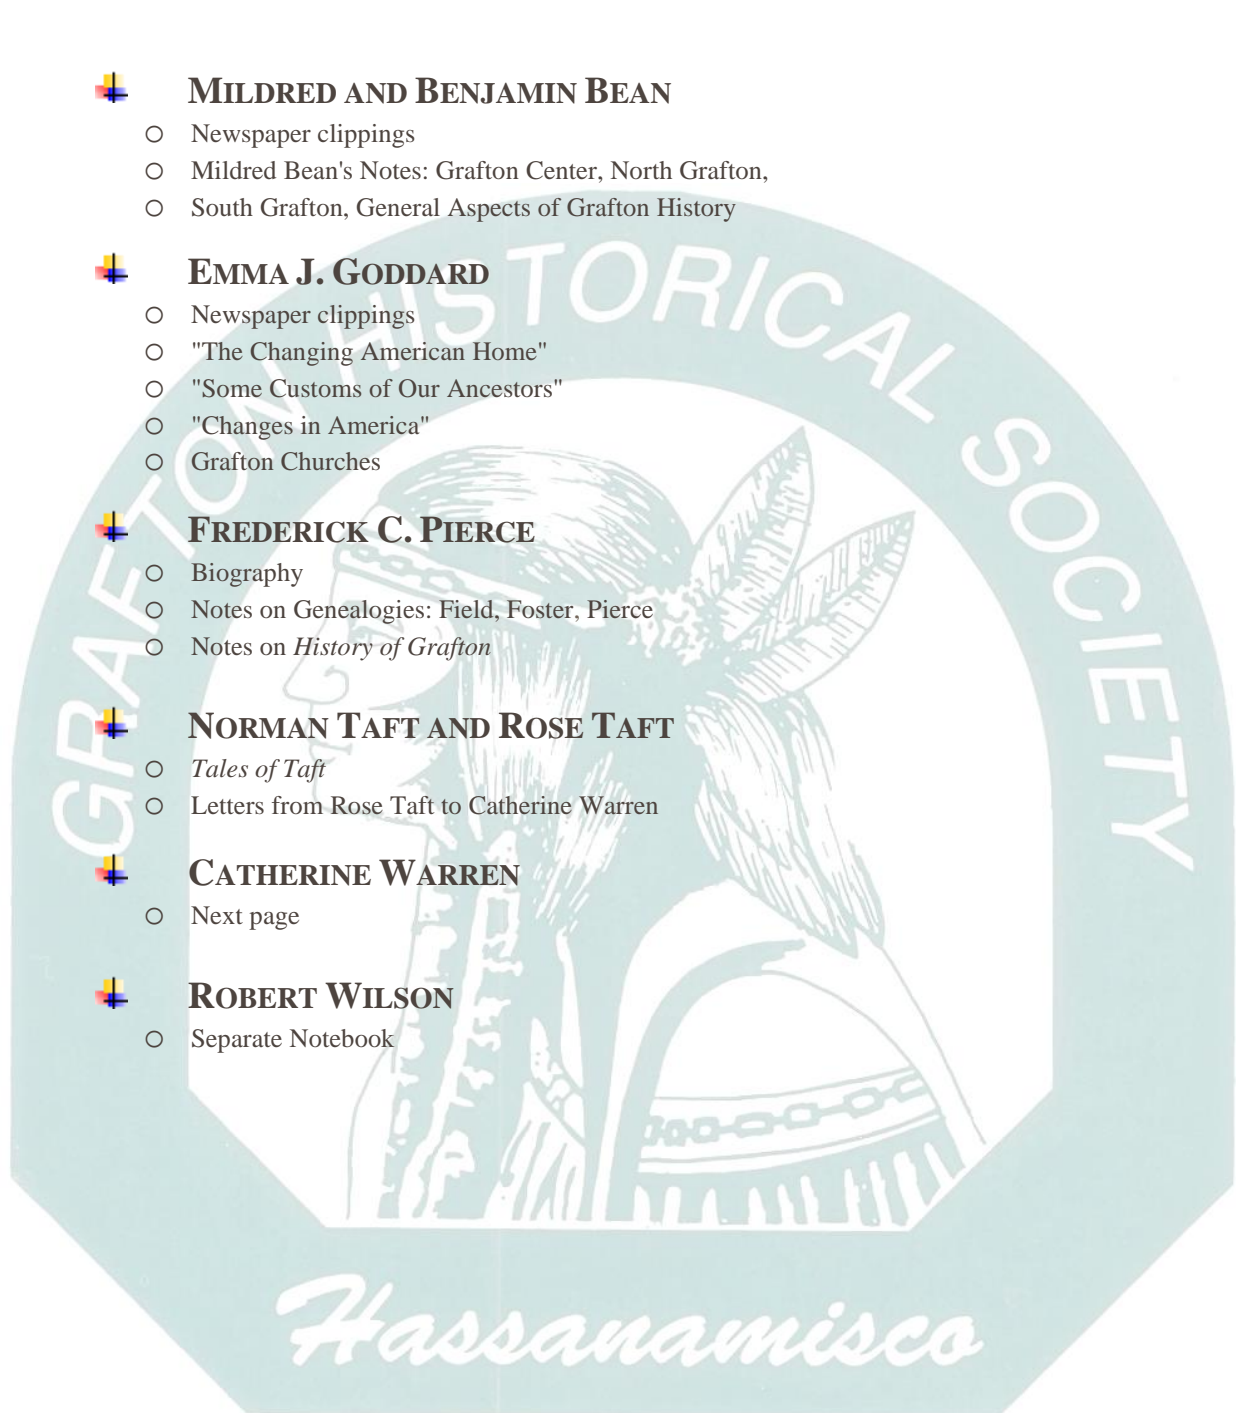 MILDRED AND BENJAMIN BEAN
Newspaper clippings
Mildred Bean's Notes: Grafton Center, North Grafton,
South Grafton, General Aspects of Grafton History
EMMA J. GODDARD
Newspaper clippings
"The Changing American Home"
"Some Customs of Our Ancestors"
"Changes in America"
Grafton Churches
FREDERICK C. PIERCE
Biography
Notes on Genealogies: Field, Foster, Pierce
Notes on History of Grafton
NORMAN TAFT AND ROSE TAFT
Tales of Taft
Letters from Rose Taft to Catherine Warren
CATHERINE WARREN
Next page
ROBERT WILSON
Separate Notebook
GRAFTON HISTORICAL SOCIETY
Hassanamisco